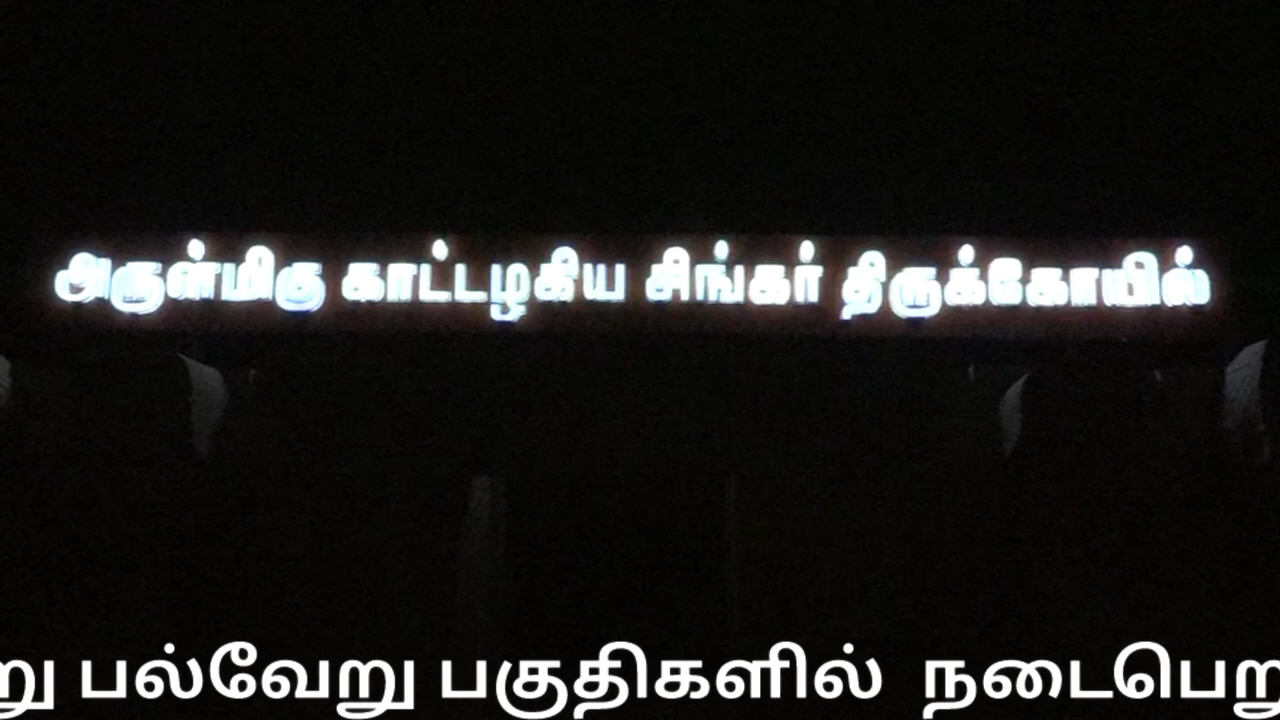 அருள்மிகு காட்டழகிய சிங்கர் திருக்கோயில்
று பல்வேறு பகுதிகளில் நடைபெறு